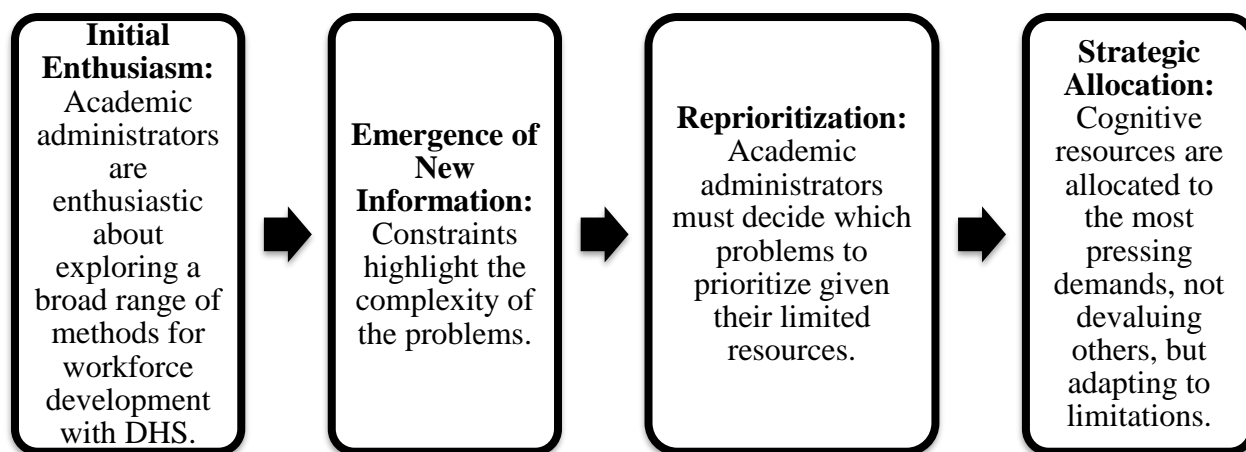 Initial
Enthusiasm:
Academic
administrators
are
enthusiastic
about
exploring a
broad range of
methods for
workforce
development
with DHS.
Emergence of
New
Information:
Constraints
highlight the
complexity of
the problems.
Reprioritization:
Academic
administrators
must decide which
problems to
prioritize given
their limited
resources.
Strategic
Allocation:
Cognitive
resources are
allocated to
the most
pressing
demands, not
devaluing
others, but
adapting to
limitations.